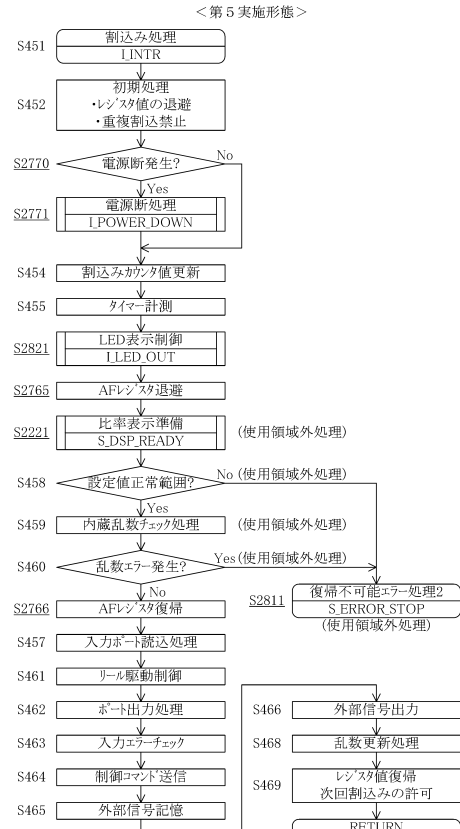 ＜第５実施形態＞
S451
割込み処理
I_INTR
S452
初期処理
・レジスタ値の退避
・重複割込禁止
S2770
電源断発生?
No
Yes
S2771
電源断処理
I_POWER_DOWN
S454
割込みカウンタ値更新
S455
タイマー計測
S2821
LED表示制御
I_LED_OUT
S2765
AFレジスタ退避
S2221
比率表示準備
S_DSP_READY
(使用領域外処理)
S458
設定値正常範囲?
No (使用領域外処理)
Yes
S459
内蔵乱数チェック処理
(使用領域外処理)
S460
乱数エラー発生?
Yes(使用領域外処理)
No
S2811
復帰不可能エラー処理2
S_ERROR_STOP
(使用領域外処理)
S2766
AFレジスタ復帰
S457
入力ポート読込処理
S461
リール駆動制御
S462
ポート出力処理
S463
入力エラーチェック
S464
制御コマンド送信
S465
外部信号記憶
S466
外部信号出力
S468
乱数更新処理
S469
レジスタ値復帰
次回割込みの許可
RETURN